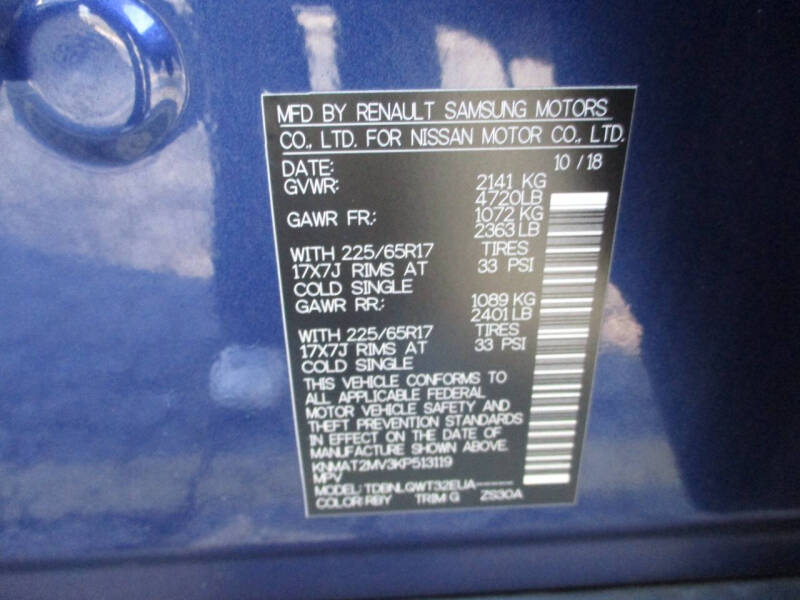 MFD BY RENAULT SAMSUNG MOTORS
CO., LTD. FOR NISSAN MOTOR CO., LTD.
DATE: 10 / 18
GVWR: 2141 KG
4720LB
GAWR FR.: 1072 KG
2363 LB
WITH 225/65R17 TIRES
17X7J RIMS AT 33 PSI
COLD SINGLE
GAWR RR.: 1089 KG
2401 LB
WITH 225/65R17 TIRES
17X7J RIMS AT 33 PSI
COLD SINGLE
THIS VEHICLE CONFORMS TO
ALL APPLICABLE FEDERAL
MOTOR VEHICLE SAFETY AND
THEFT PREVENTION STANDARDS
IN EFFECT ON THE DATE OF
MANUFACTURE SHOWN ABOVE.
KNMAT2MV3KP513119
MPV
MODEL: TDBNLQWT32EUA-----
COLOR: RBY TRIM G ZS30A